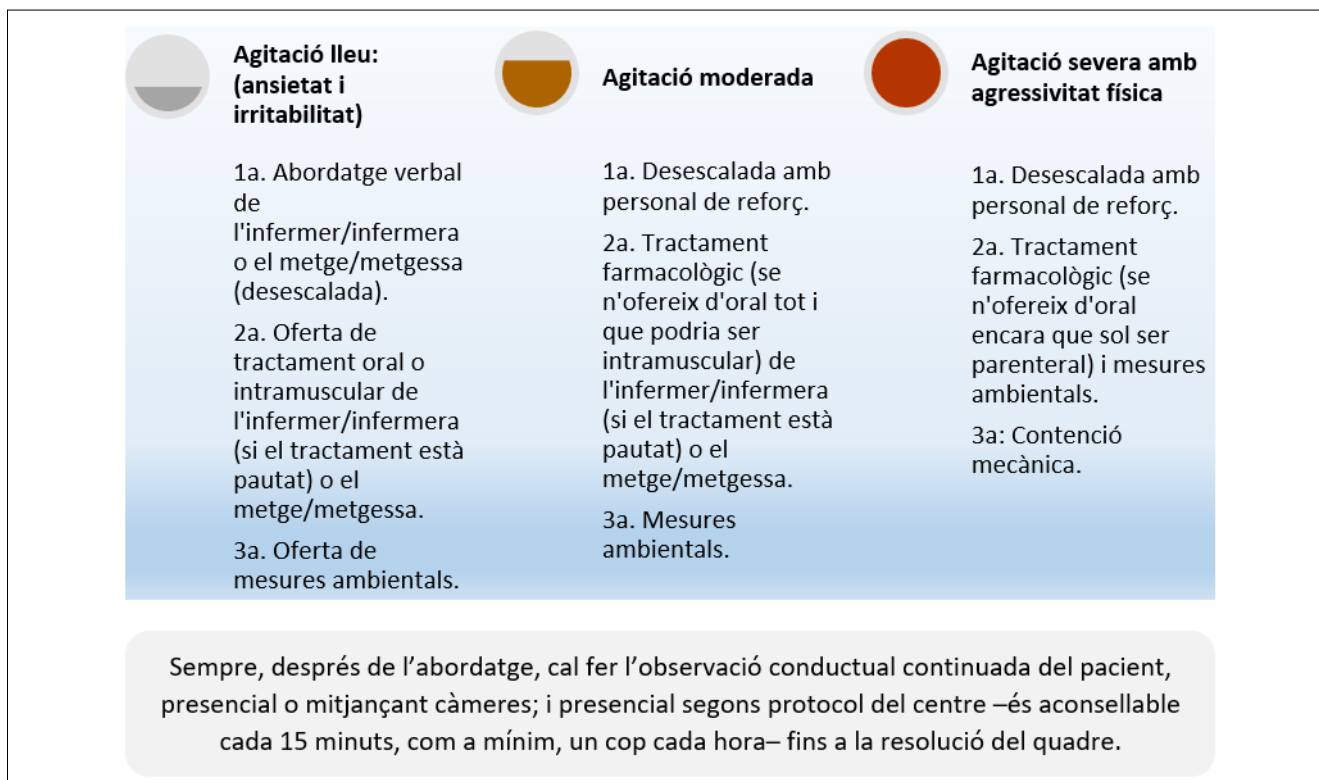 Agitació lleu:
(ansietat i
irritabilitat)
1a. Abordatge verbal
de
l'infermer/infermera
o el metge/metgessa
(desescalada).
2a. Oferta de
tractament oral o
intramuscular de
l'infermer/infermera
(si el tractament està
pautat) o el
metge/metgessa.
3a. Oferta de
mesures ambientals.
Agitació moderada
1a. Desescalada amb
personal de reforç.
2a. Tractament
farmacològic (se
n'ofereix d'oral tot i
que podria ser
intramuscular) de
l'infermer/infermera
(si el tractament està
pautat) o el
metge/metgessa.
3a. Mesures
ambientals.
Agitació severa amb
agressivitat física
1a. Desescalada amb
personal de reforç.
2a. Tractament
farmacològic (se
n'ofereix d'oral
encara que sol ser
parenteral) i mesures
ambientals.
3a: Contenció
mecànica.
Sempre, després de l’abordatge, cal fer l’observació conductual continuada del pacient,
presencial o mitjançant càmeres; i presencial segons protocol del centre –és aconsellable
cada 15 minuts, com a mínim, un cop cada hora– fins a la resolució del quadre.